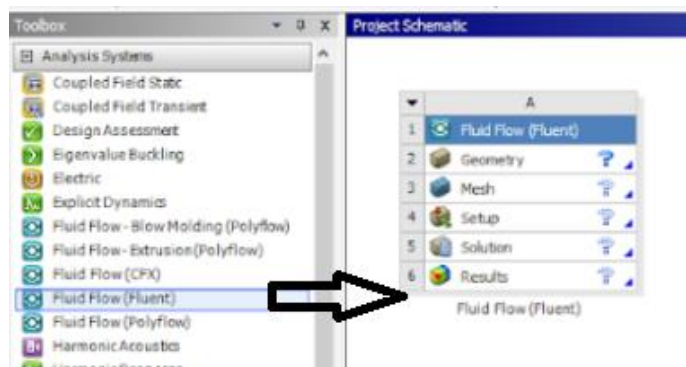 Toolbox
Analysis Systems
Coupled Field Static
Coupled Field Transient
Design Assessment
Eigenvalue Buckling
Electric
Explicit Dynamics
Fluid Flow - Blow Molding (Polyflow)
Fluid Flow - Extrusion (Polyflow)
Fluid Flow (CFX)
Fluid Flow (Fluent)
Fluid Flow (Polyflow)
Harmonic Acoustics
Project Schematic
A
1 Fluid Flow (Fluent)
2 Geometry ?
3 Mesh ?
4 Setup ?
5 Solution ?
6 Results ?
Fluid Flow (Fluent)